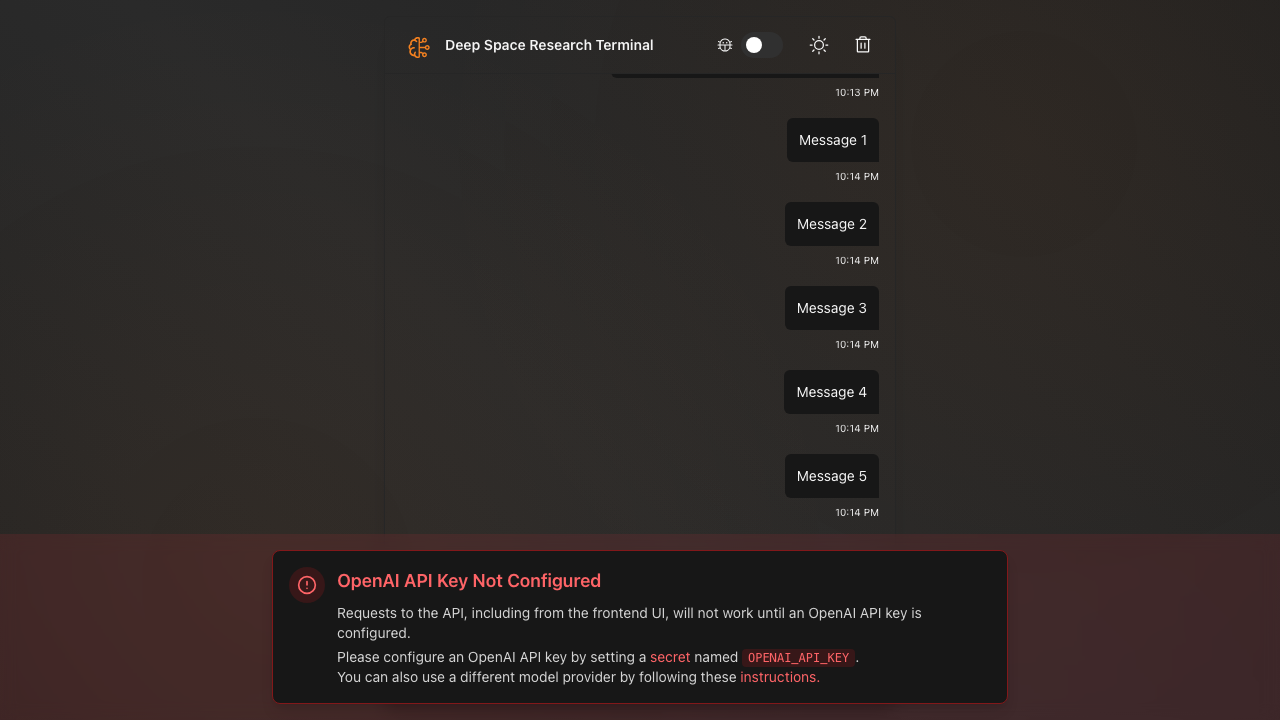 Deep Space Research Terminal
10:13 PM
Message 1
10:14 PM
Message 2
10:14 PM
Message 3
10:14 PM
Message 4
10:14 PM
Message 5
10:14 PM
OpenAI API Key Not Configured
Requests to the API, including from the frontend UI, will not work until an OpenAI API key is
configured.
Please configure an OpenAI API key by setting a secret named OPENAI_API_KEY.
You can also use a different model provider by following these instructions.